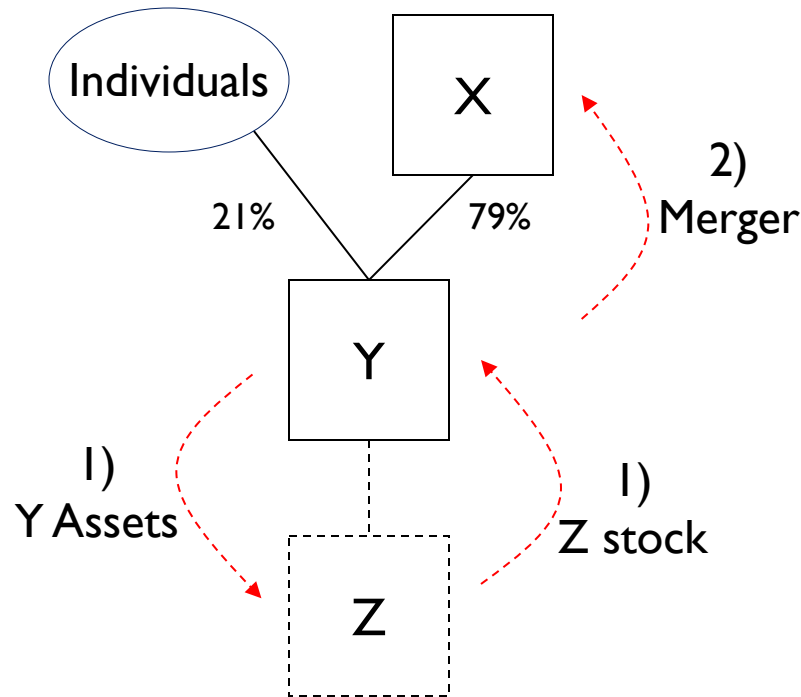 Individuals
X
21%
79%
2)
Merger
Y
1)
Y Assets
1)
Z stock
Z